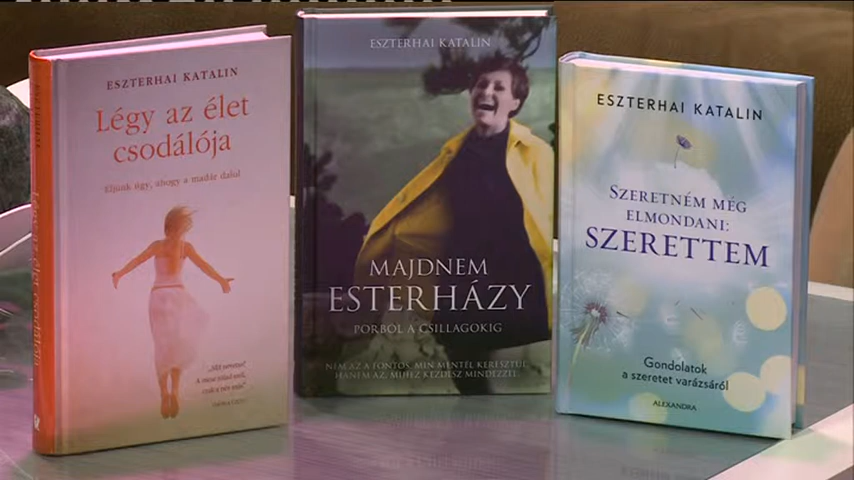 ESZTERHAI KATALIN
Légy az élet
csodálója
Éljünk úgy, ahogy a madár dalol
ESZTERHAI KATALIN
MAJDNEM
ESTERHÁZY
PORBÓL A CSILLAGOKIG
NEM AZ A FONTOS, MIN MENTÉL KERESZTÜL,
HANEM AZ, MIHEZ KEZDESZ MINDEZZEL.
ESZTERHAI KATALIN
SZERETNÉM MÉG
ELMONDANI:
SZERETTEM
Gondolatok
a szeretet varázsáról
ALEXANDRA